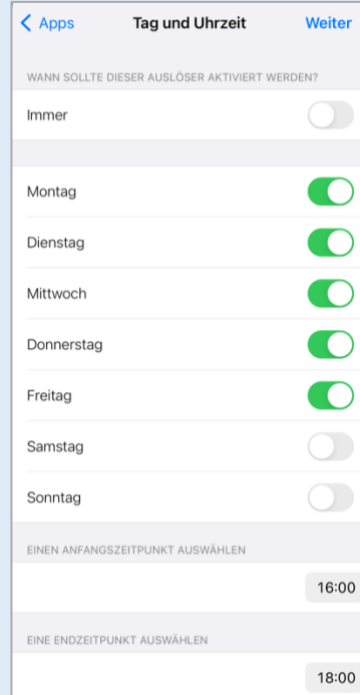 Apps Tag und Uhrzeit Weiter
WANN SOLLTE DIESER AUSLÖSER AKTIVIERT WERDEN?
Immer
Montag
Dienstag
Mittwoch
Donnerstag
Freitag
Samstag
Sonntag
EINEN ANFANGSZEITPUNKT AUSWÄHLEN
16:00
EINE ENDZEITPUNKT AUSWÄHLEN
18:00